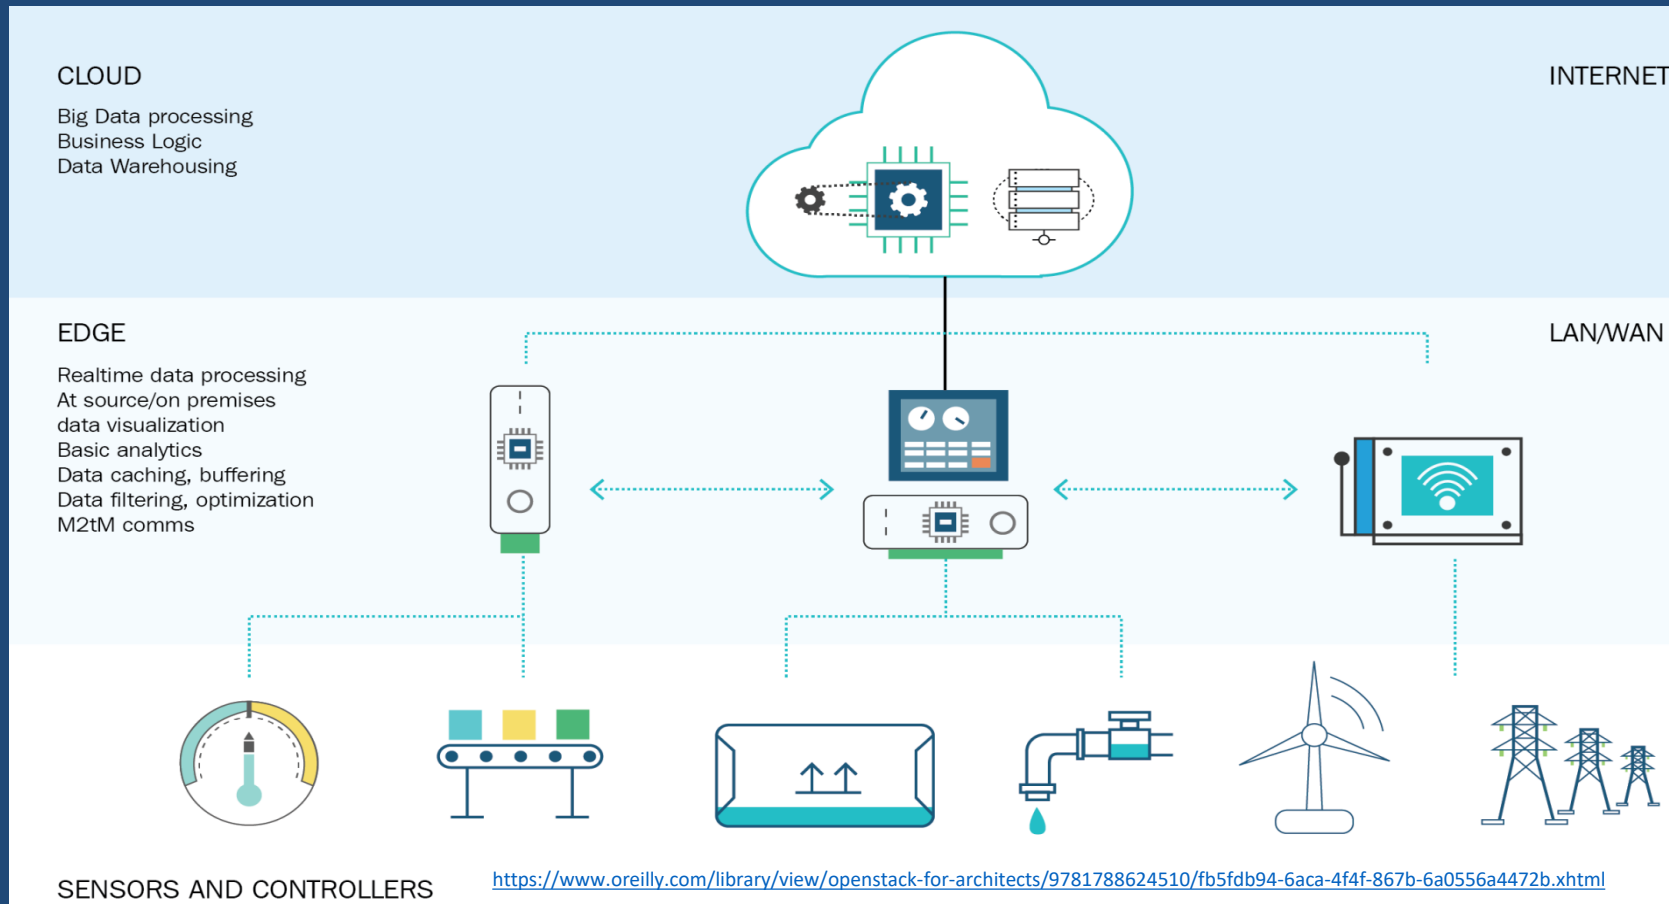 CLOUD
Big Data processing
Business Logic
Data Warehousing
INTERNET
EDGE
Realtime data processing
At source/on premises
data visualization
Basic analytics
Data caching, buffering
Data filtering, optimization
M2tM comms
LAN/WAN
SENSORS AND CONTROLLERS
https://www.oreilly.com/library/view/openstack-for-architects/9781788624510/fb5fdb94-6aca-4f4f-867b-6a0556a4472b.xhtml